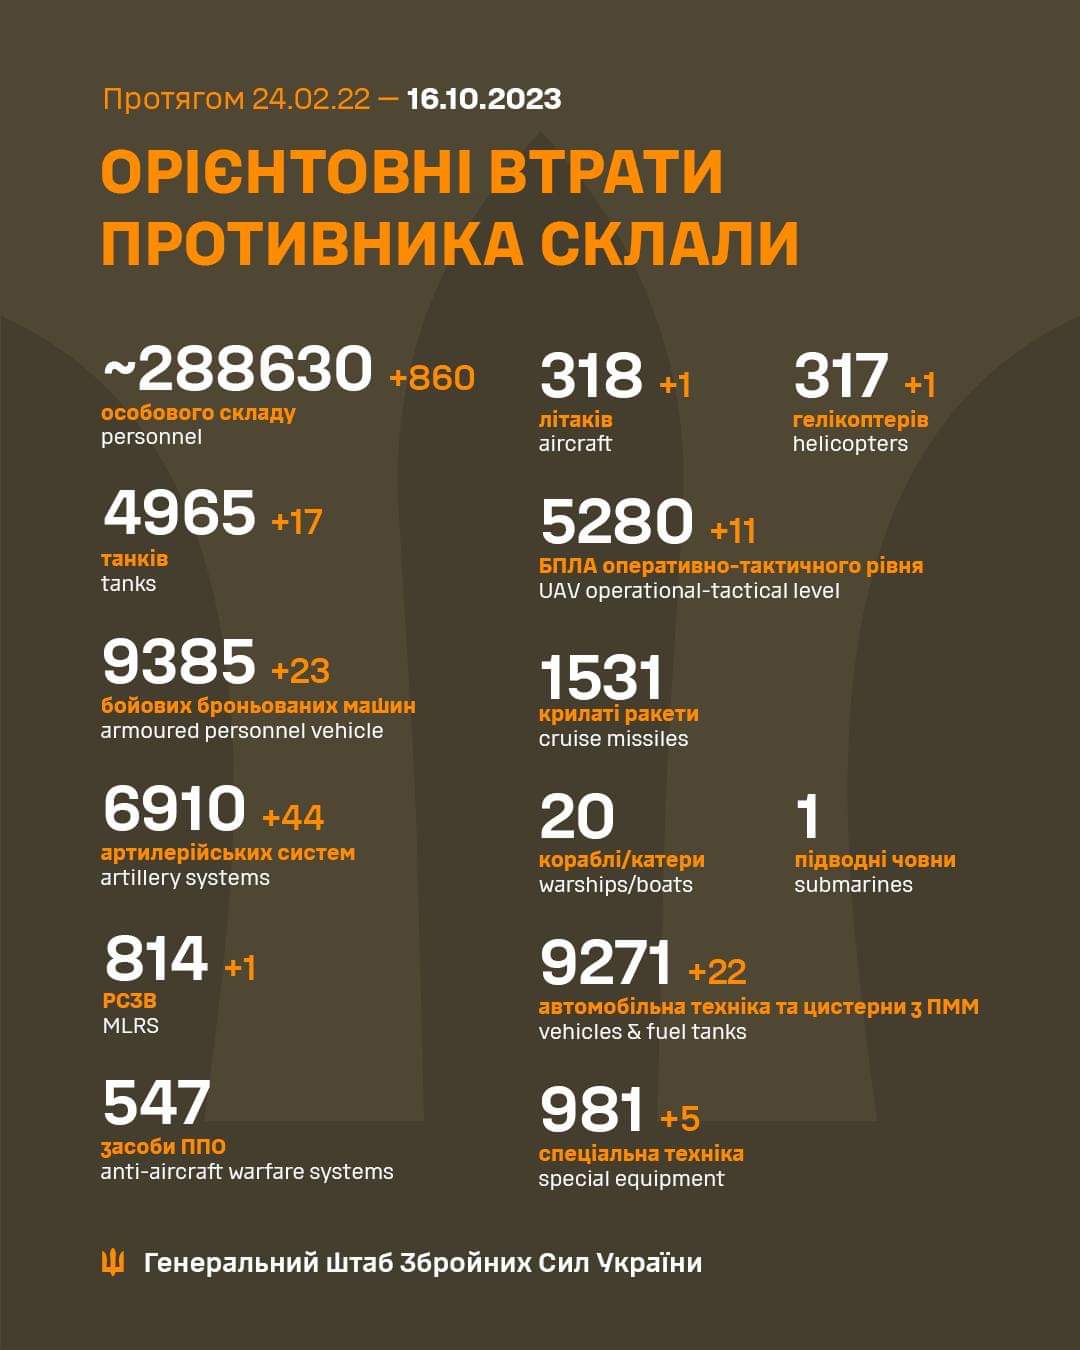 Протягом 24.02.22 — 16.10.2023
ОРІЄНТОВНІ ВТРАТИ
ПРОТИВНИКА СКЛАЛИ
~288630 +860
особового складу
personnel
318 +1
літаків
aircraft
317 +1
гелікоптерів
helicopters
4965 +17
танків
tanks
5280 +11
БПЛА оперативно-тактичного рівня
UAV operational-tactical level
9385 +23
бойових броньованих машин
armoured personnel vehicle
1531
крилаті ракети
cruise missiles
6910 +44
артилерійських систем
artillery systems
20
кораблі/катери
warships/boats
1
підводні човни
submarines
814 +1
РСЗВ
MLRS
9271 +22
автомобільна техніка та цистерни з ПММ
vehicles & fuel tanks
547
засоби ППО
anti-aircraft warfare systems
981 +5
спеціальна техніка
special equipment
Генеральний штаб Збройних Сил України